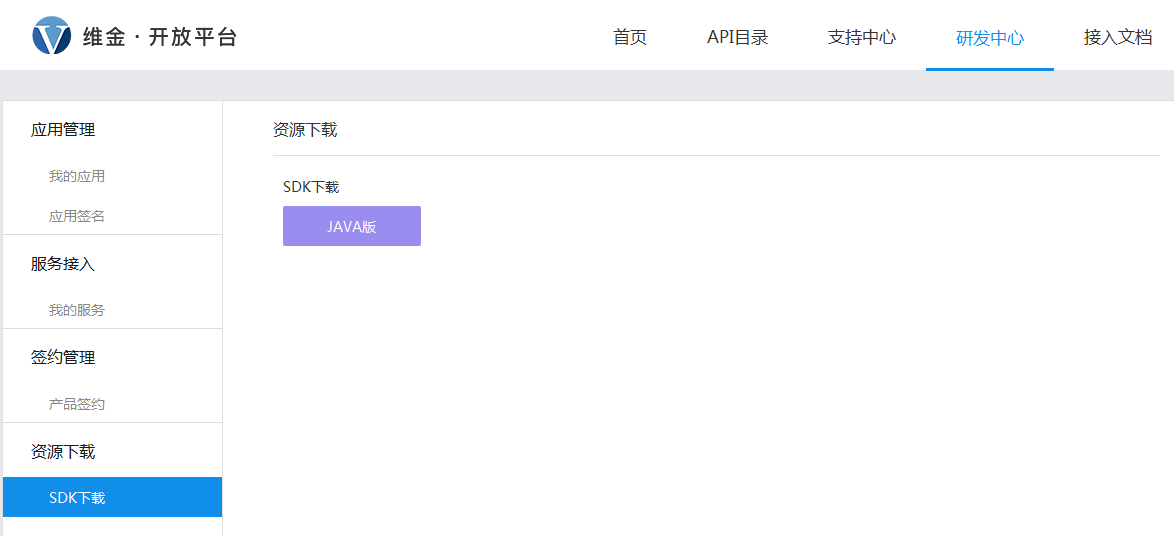 维金·开放平台
首页 API目录 支持中心 研发中心 接入文档
应用管理
我的应用
应用签名
服务接入
我的服务
签约管理
产品签约
资源下载
SDK下载
资源下载
SDK下载
JAVA版